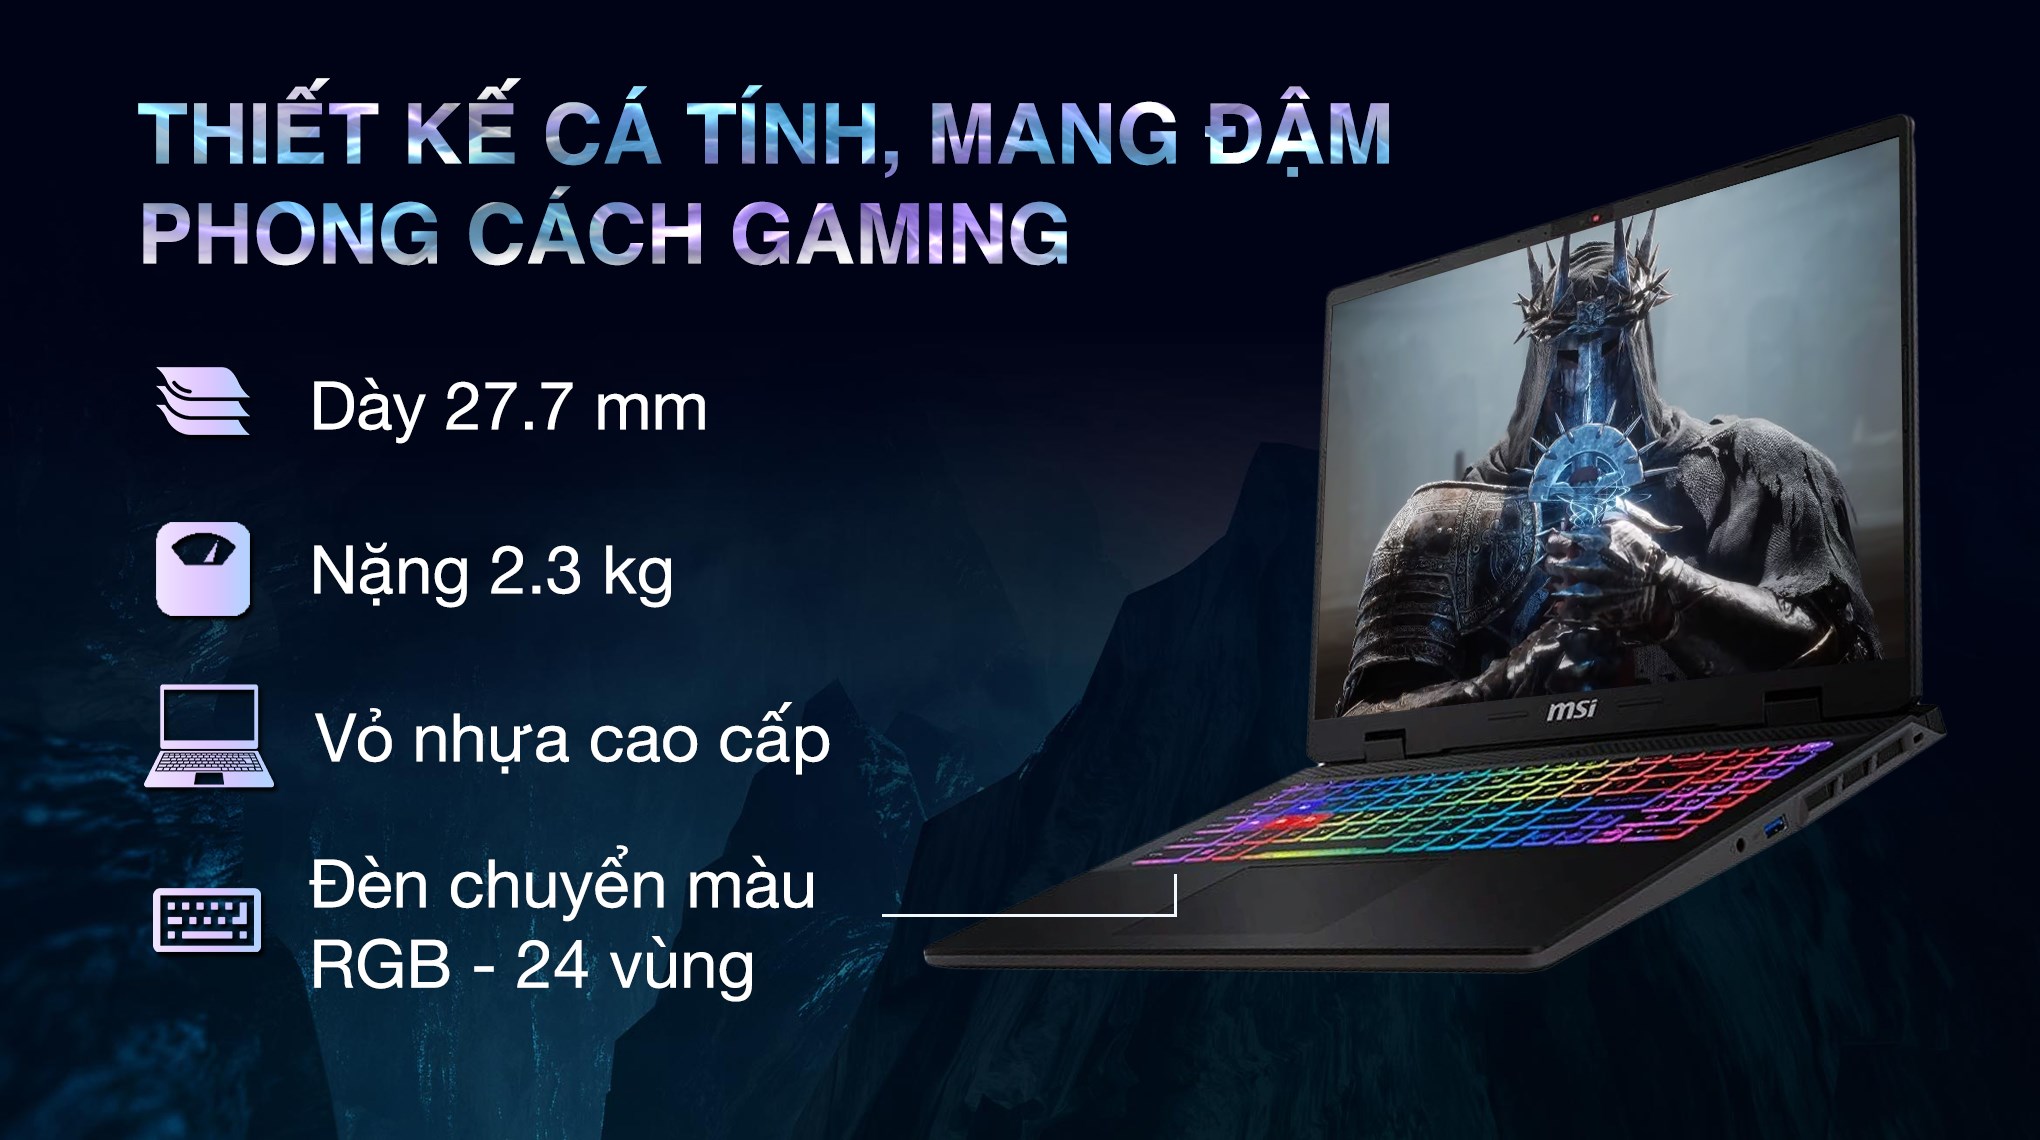 THIẾT KẾ CÁ TÍNH, MANG ĐẬM
PHONG CÁCH GAMING
Dày 27.7 mm
Nặng 2.3 kg
Vỏ nhựa cao cấp
Đèn chuyển màu
RGB - 24 vùng
msi